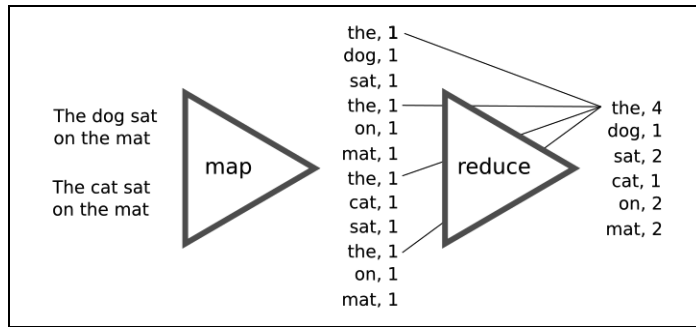 The dog sat
on the mat
The cat sat
on the mat
map
the, 1
dog, 1
sat, 1
the, 1
on, 1
mat, 1
the, 1
cat, 1
sat, 1
the, 1
on, 1
mat, 1
reduce
the, 4
dog, 1
sat, 2
cat, 1
on, 2
mat, 2